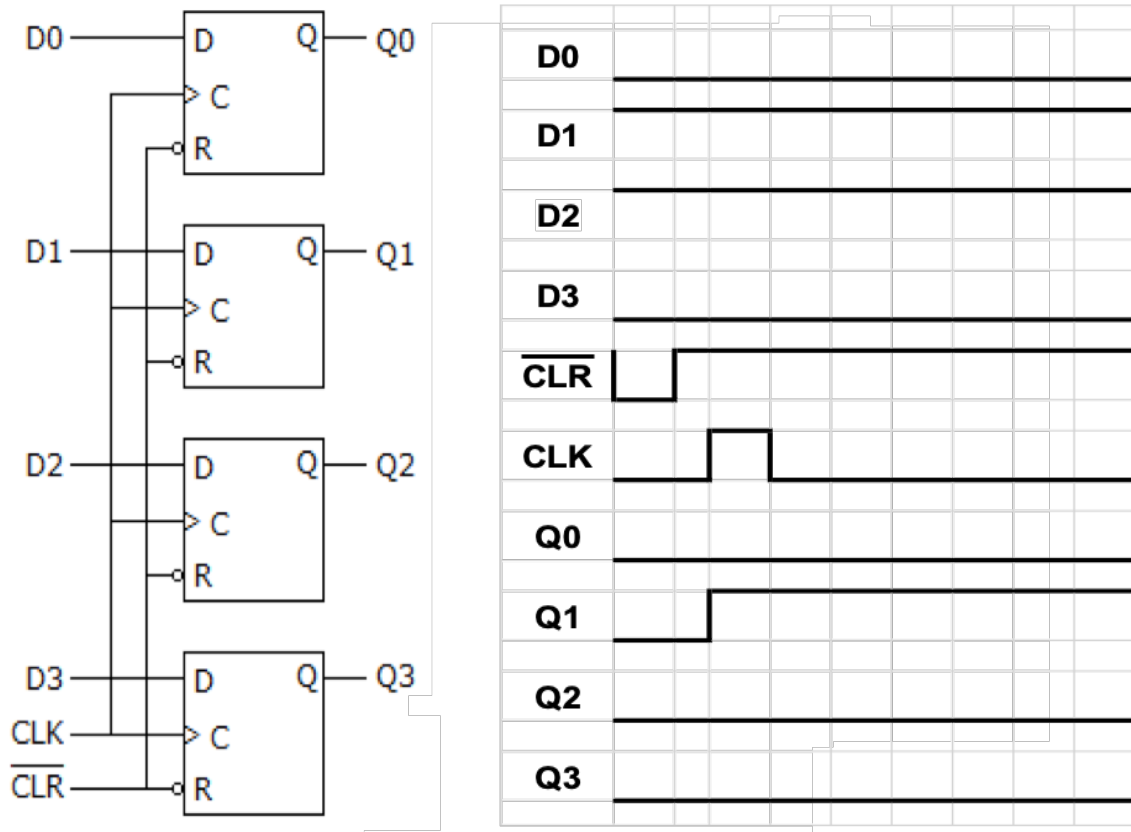 D0 D Q Q0
C
R
D1 D Q Q1
C
R
D2 D Q Q2
C
R
D3 D Q Q3
CLK C
CLR R
D0
D1
D2
D3
CLR
CLK
Q0
Q1
Q2
Q3